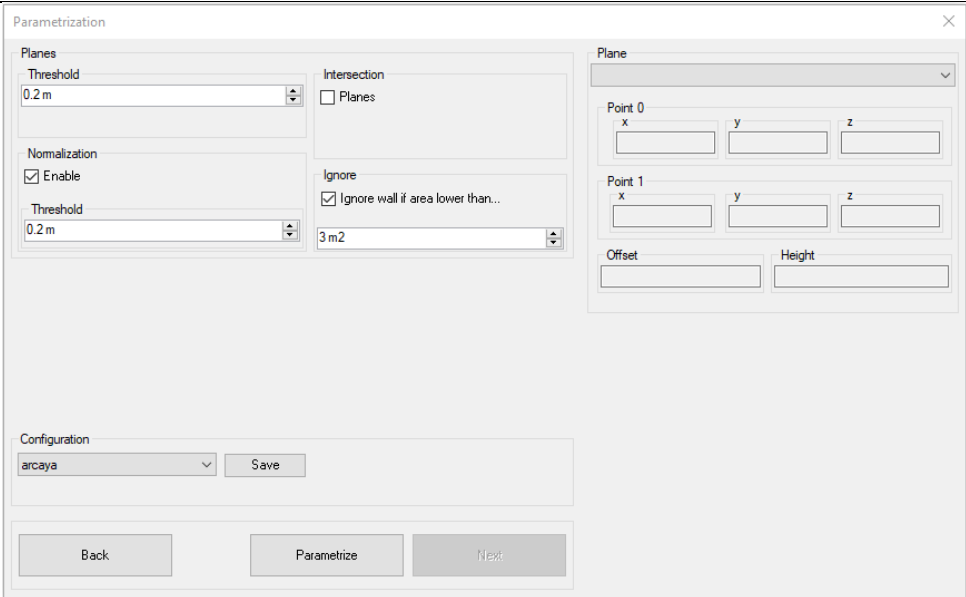 Parametrization
Planes
Threshold
0.2 m
Intersection
Planes
Normalization
Enable
Threshold
0.2 m
Ignore
Ignore wall if area lower than...
3 m2
Plane
Point 0
x
y
z
Point 1
x
y
z
Offset
Height
Configuration
arcaya
Save
Back
Parametrize
Next